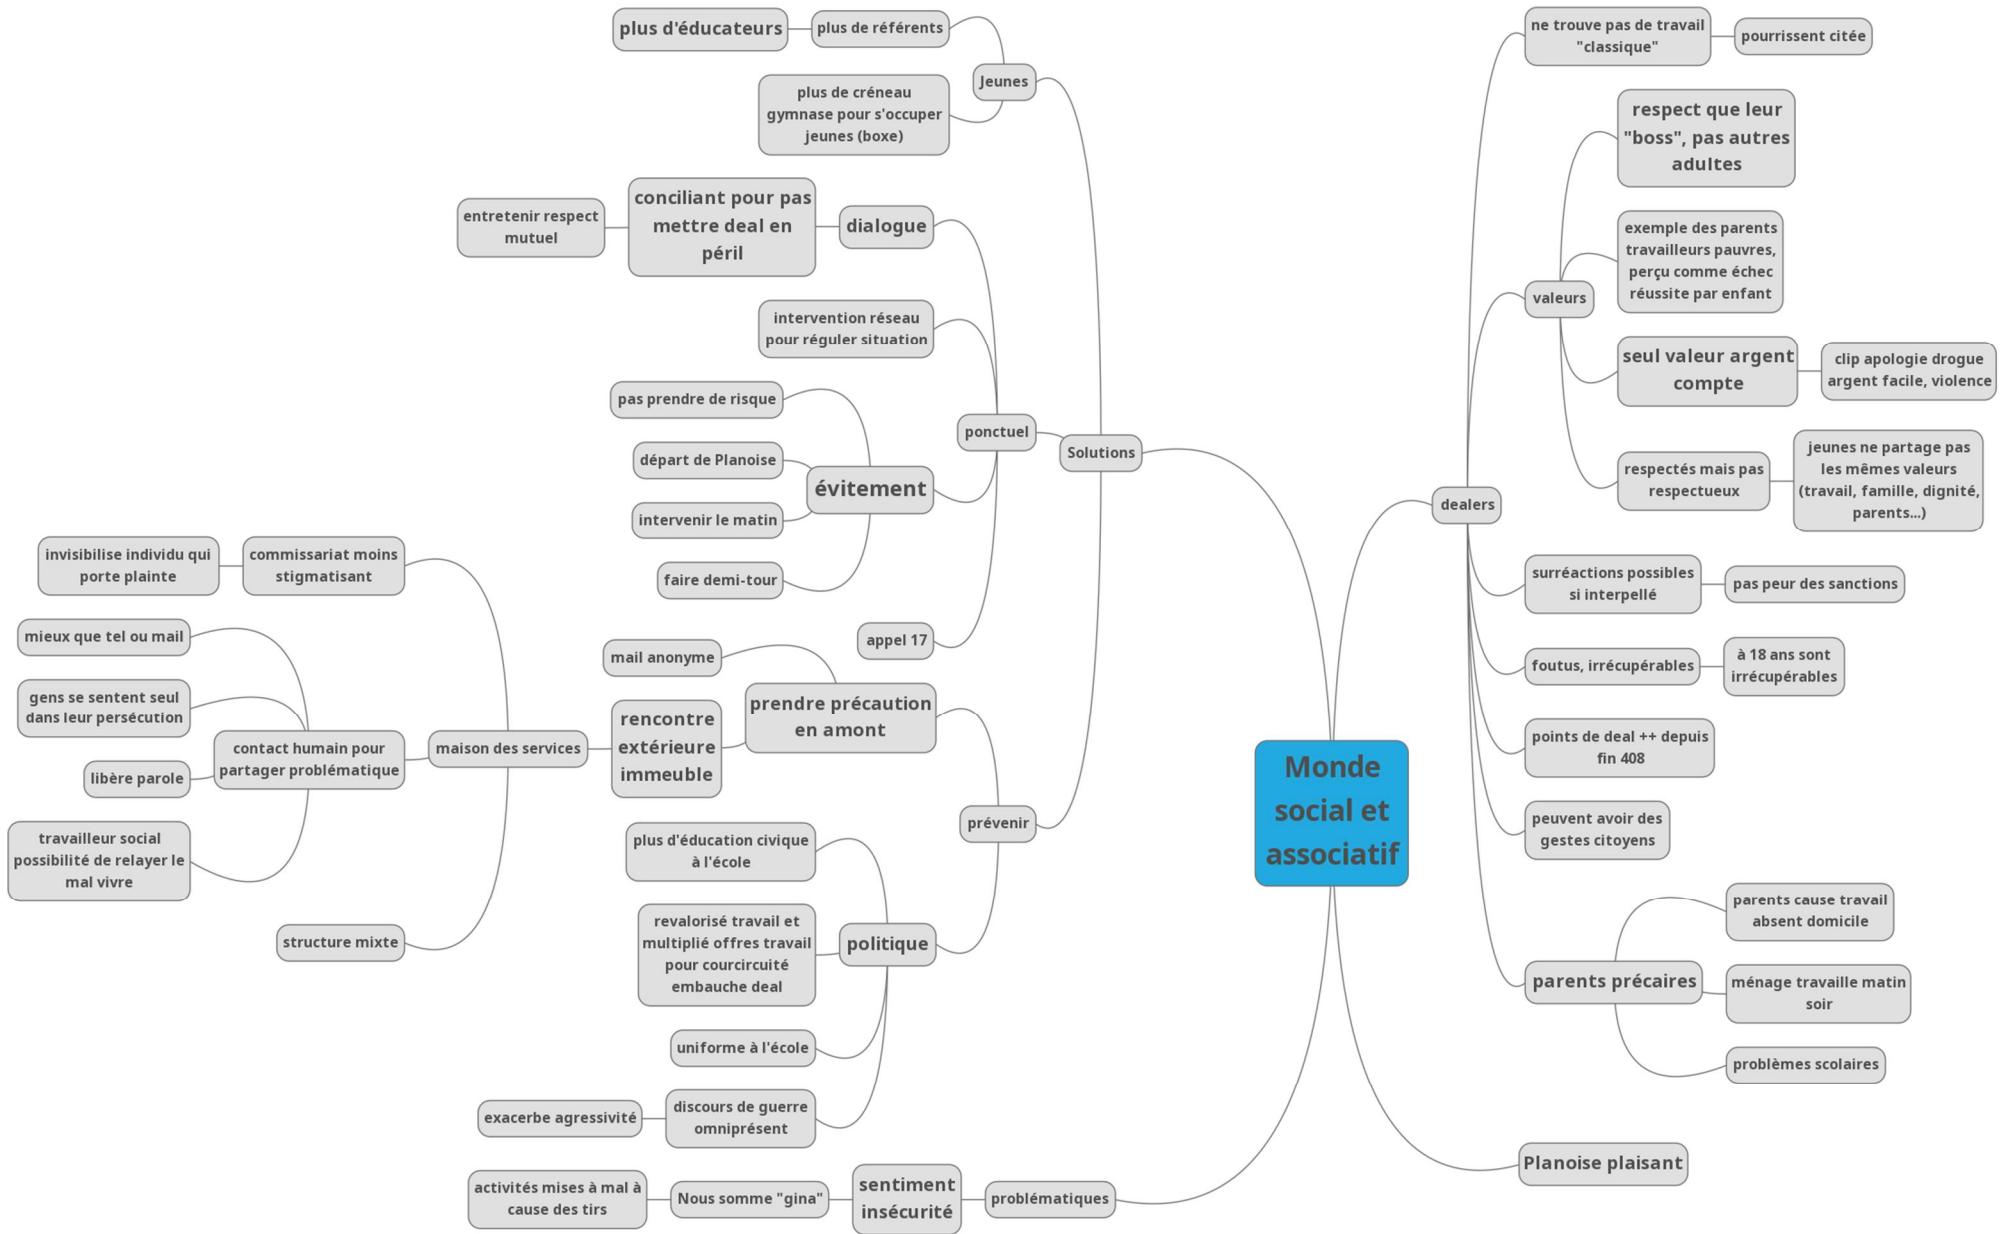 plus d'éducateurs
plus de référents
Jeunes
plus de créneau
gymnase pour s'occuper
jeunes (boxe)
entretenir respect
mutuel
conciliant pour pas
mettre deal en
péril
dialogue
intervention réseau
pour réguler situation
pas prendre de risque
départ de Planoise
intervenir le matin
faire demi-tour
évitement
appel 17
ponctuel
Solutions
invisibilise individu qui
porte plainte
commissariat moins
stigmatisant
mieux que tel ou mail
gens se sentent seul
dans leur persécution
libère parole
travailleur social
possibilité de relayer le
mal vivre
contact humain pour
partager problématique
structure mixte
maison des services
mail anonyme
rencontre
extérieure
immeuble
prendre précaution
en amont
prévenir
plus d'éducation civique
à l'école
revalorisé travail et
multiplié offres travail
pour courcircuité
embauche deal
politique
uniforme à l'école
exacerbe agressivité
discours de guerre
omniprésent
activités mises à mal à
cause des tirs
Nous somme "gina"
sentiment
insécurité
problématiques
Monde
social et
associatif
ne trouve pas de travail
"classique"
pourrissent citée
respect que leur
"boss", pas autres
adultes
exemple des parents
travailleurs pauvres,
perçu comme échec
réussite par enfant
valeurs
seul valeur argent
compte
clip apologie drogue
argent facile, violence
respectés mais pas
respectueux
jeunes ne partage pas
les mêmes valeurs
(travail, famille, dignité,
parents...)
dealers
surréactions possibles
si interpellé
pas peur des sanctions
foutus, irrécupérables
à 18 ans sont
irrécupérables
points de deal ++ depuis
fin 408
peuvent avoir des
gestes citoyens
parents précaires
parents cause travail
absent domicile
ménage travaille matin
soir
problèmes scolaires
Planoise plaisant